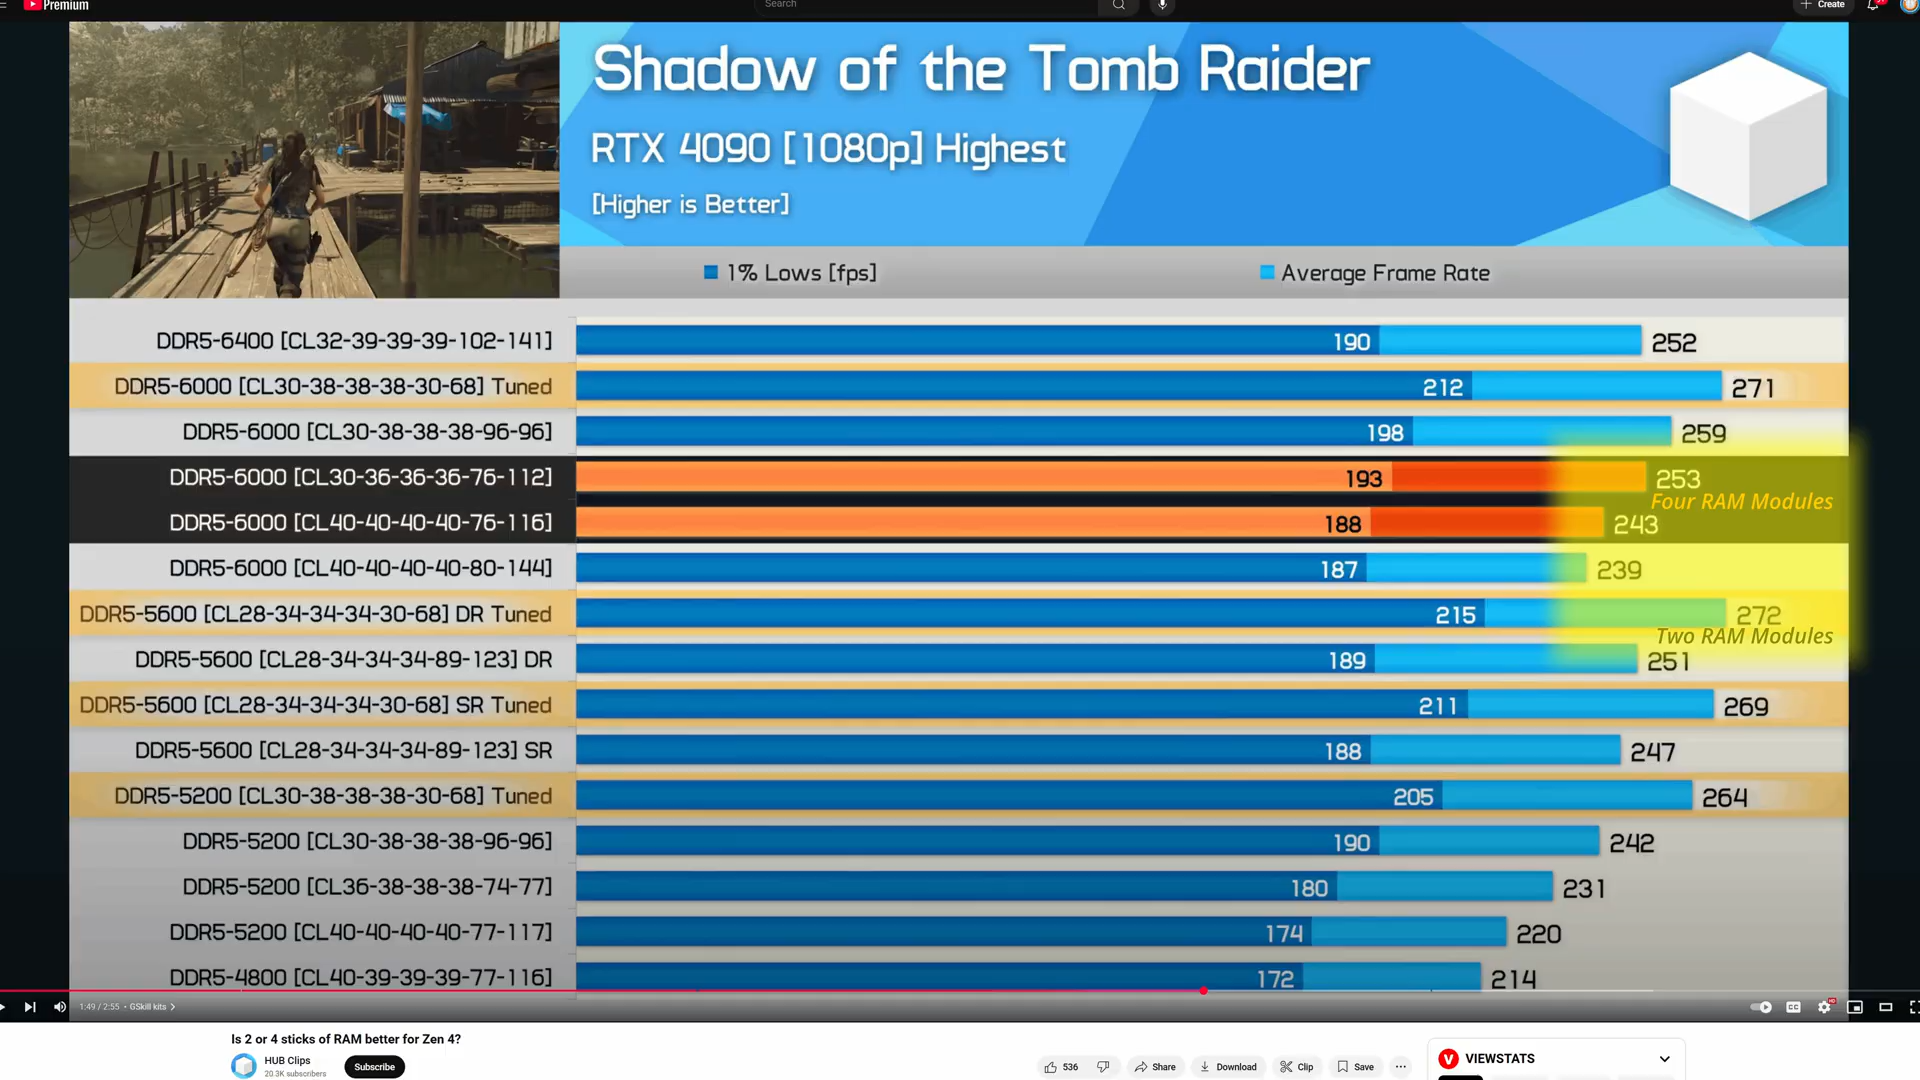 Premium
Search
Create
Shadow of the Tomb Raider
RTX 4090 [1080p] Highest
[Higher is Better]
1% Lows [fps]
Average Frame Rate
DDR5-6400 [CL32-39-39-39-102-141] 190 252
DDR5-6000 [CL30-38-38-38-30-68] Tuned 212 271
DDR5-6000 [CL30-38-38-38-96-96] 198 259
DDR5-6000 [CL30-36-36-36-76-112] 193 253
Four RAM Modules
DDR5-6000 [CL40-40-40-40-76-116] 188 243
DDR5-6000 [CL40-40-40-40-80-144] 187 239
DDR5-5600 [CL28-34-34-34-30-68] DR Tuned 215 272
Two RAM Modules
DDR5-5600 [CL28-34-34-34-89-123] DR 189 251
DDR5-5600 [CL28-34-34-34-30-68] SR Tuned 211 269
DDR5-5600 [CL28-34-34-34-89-123] SR 188 247
DDR5-5200 [CL30-38-38-38-30-68] Tuned 205 264
DDR5-5200 [CL30-38-38-38-96-96] 190 242
DDR5-5200 [CL36-38-38-38-74-77] 180 231
DDR5-5200 [CL40-40-40-40-77-117] 174 220
DDR5-4800 [CL40-39-39-39-77-116] 172 214
1:49 / 2:55 • GSkill kits
Is 2 or 4 sticks of RAM better for Zen 4?
HUB Clips
20.3K subscribers
Subscribe
536
Share
Download
Clip
Save
VIEWSTATS